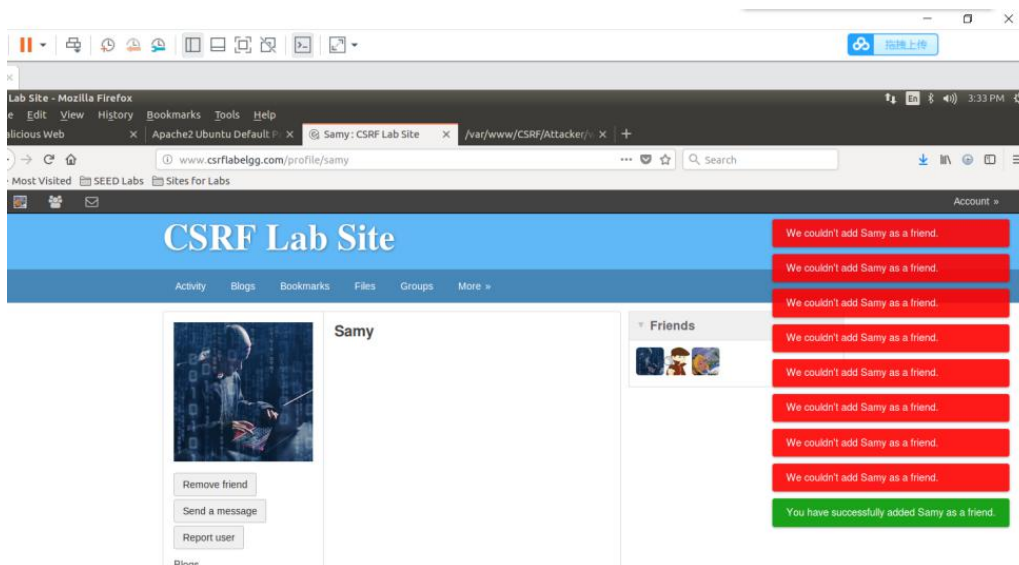 拖拽上传
Lab Site - Mozilla Firefox
3:33 PM
e Edit View History Bookmarks Tools Help
alicious Web
Apache2 Ubuntu Default P
Samy : CSRF Lab Site
/var/www/CSRF/Attacker/
www.csrflabelgg.com/profile/samy
Search
Most Visited SEED Labs Sites for Labs
Account »
CSRF Lab Site
Activity Blogs Bookmarks Files Groups More »
Samy
Friends
Remove friend
Send a message
Report user
Blogs
We couldn't add Samy as a friend.
We couldn't add Samy as a friend.
We couldn't add Samy as a friend.
We couldn't add Samy as a friend.
We couldn't add Samy as a friend.
We couldn't add Samy as a friend.
We couldn't add Samy as a friend.
We couldn't add Samy as a friend.
You have successfully added Samy as a friend.